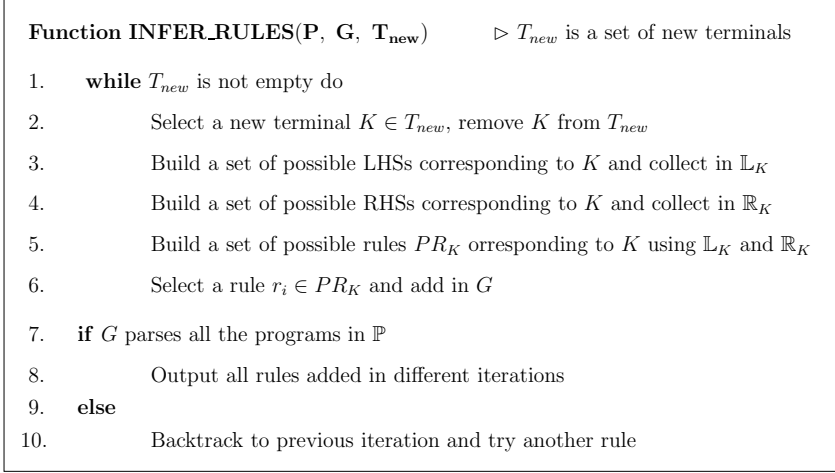 Function INFER_RULES(P, G, T_new) ▷ T_new is a set of new terminals
1. while T_new is not empty do
2. Select a new terminal K ∈ T_new, remove K from T_new
3. Build a set of possible LHSs corresponding to K and collect in 𝕃_K
4. Build a set of possible RHSs corresponding to K and collect in ℝ_K
5. Build a set of possible rules PR_K orresponding to K using 𝕃_K and ℝ_K
6. Select a rule r_i ∈ PR_K and add in G
7. if G parses all the programs in ℙ
8. Output all rules added in different iterations
9. else
10. Backtrack to previous iteration and try another rule